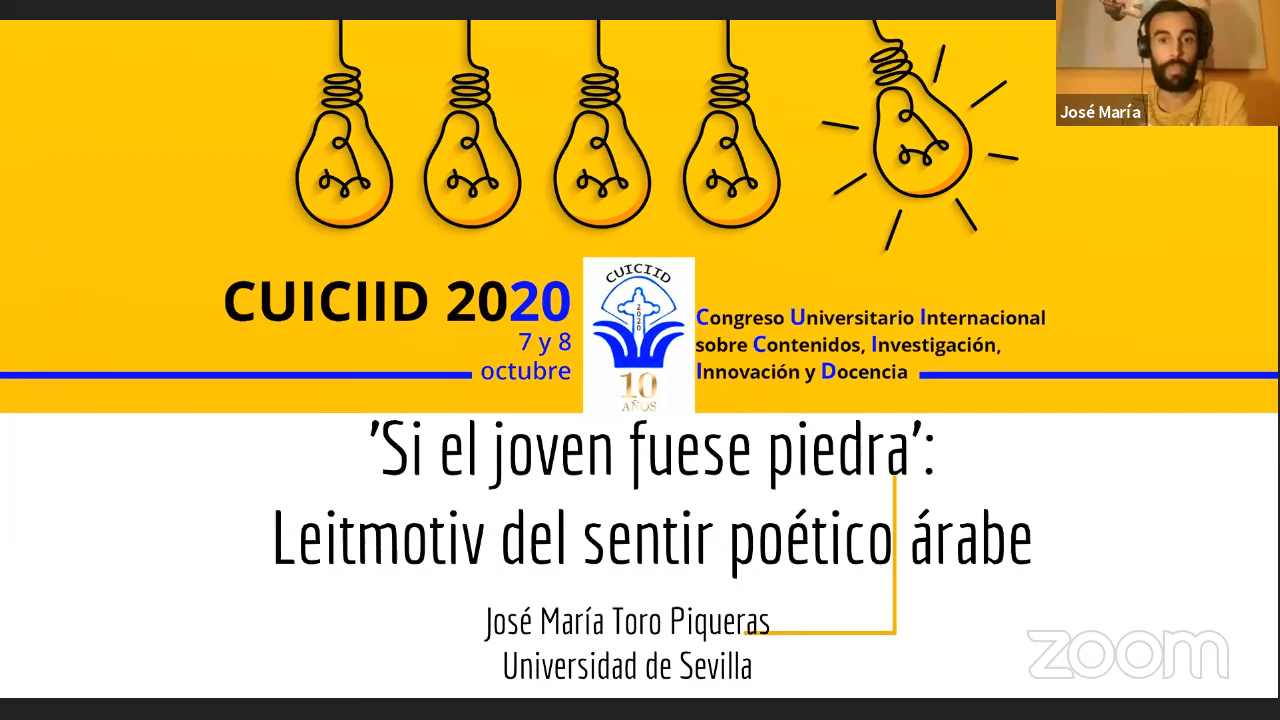 José María
CUICIID 2020
7 y 8
octubre
CUICIID
2020
10
AÑOS
Congreso Universitario Internacional
sobre Contenidos, Investigación,
Innovación y Docencia
'Si el joven fuese piedra':
Leitmotiv del sentir poético árabe
José María Toro Piqueras
Universidad de Sevilla
zoom